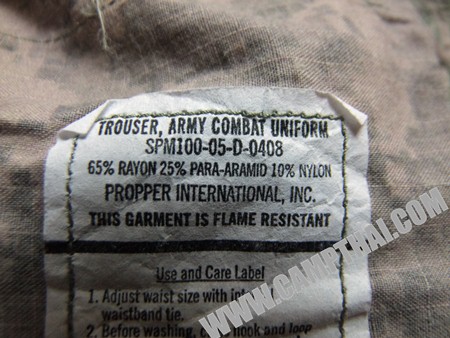 TROUSER, ARMY COMBAT UNIFORM
SPM100-05-D-0408
65% RAYON 25% PARA-ARAMID 10% NYLON
PROPPER INTERNATIONAL, INC.
THIS GARMENT IS FLAME RESISTANT
Use and Care Label
1. Adjust waist size with
waistband tie.
2. Before washing, hook and loop
WWW.CAMPTHAI.COM